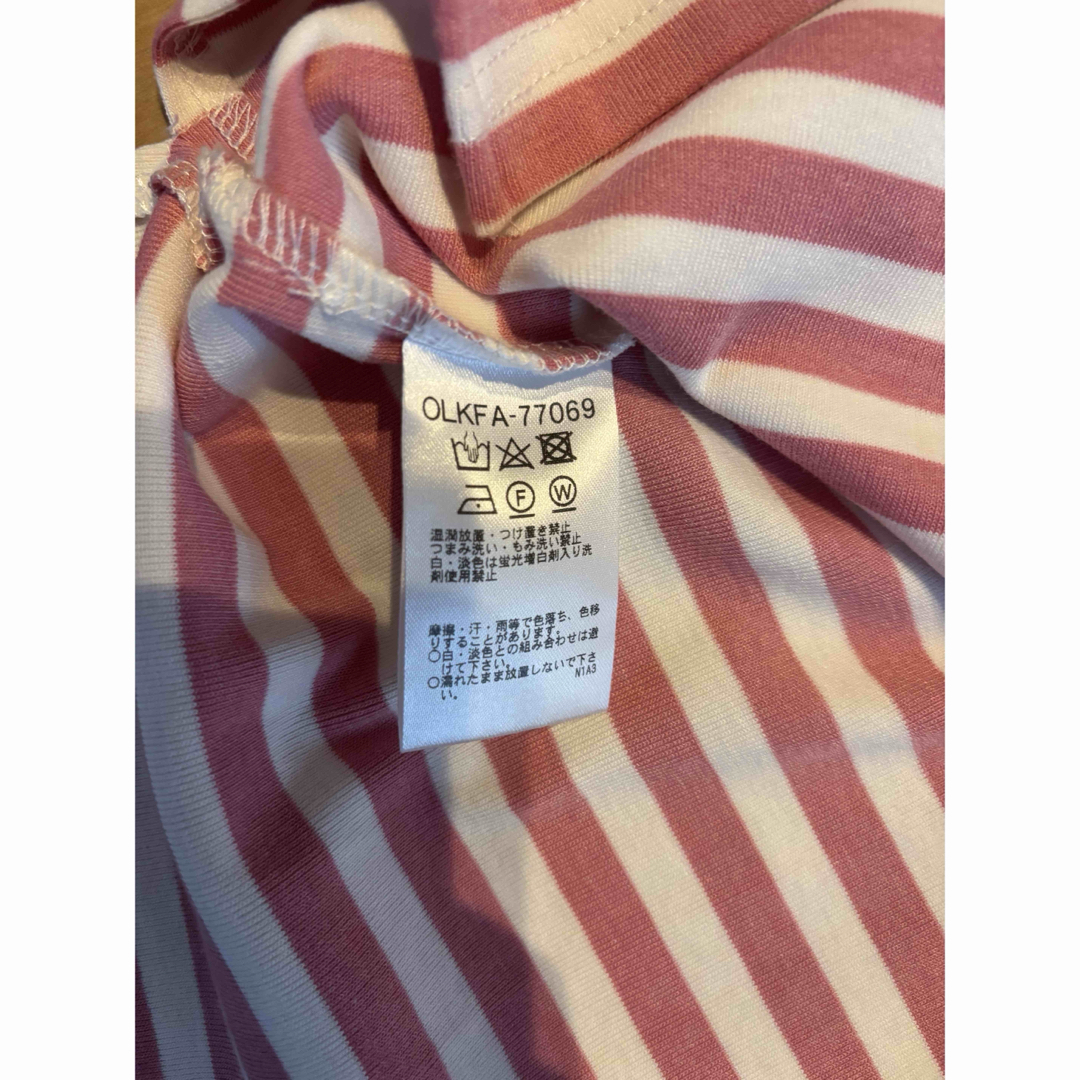 OLKFA-77069
F W
温潤放置・つけ置き禁止
つまみ洗い・もみ洗い禁止
白・淡色は蛍光増白剤入り洗
剤使用禁止
摩擦・汗・雨等で色落ち、色移
りすることがあります。
○白・淡色との組み合わせは避
けて下さい。
○濡れたまま放置しないで下さ
い。
N1A3